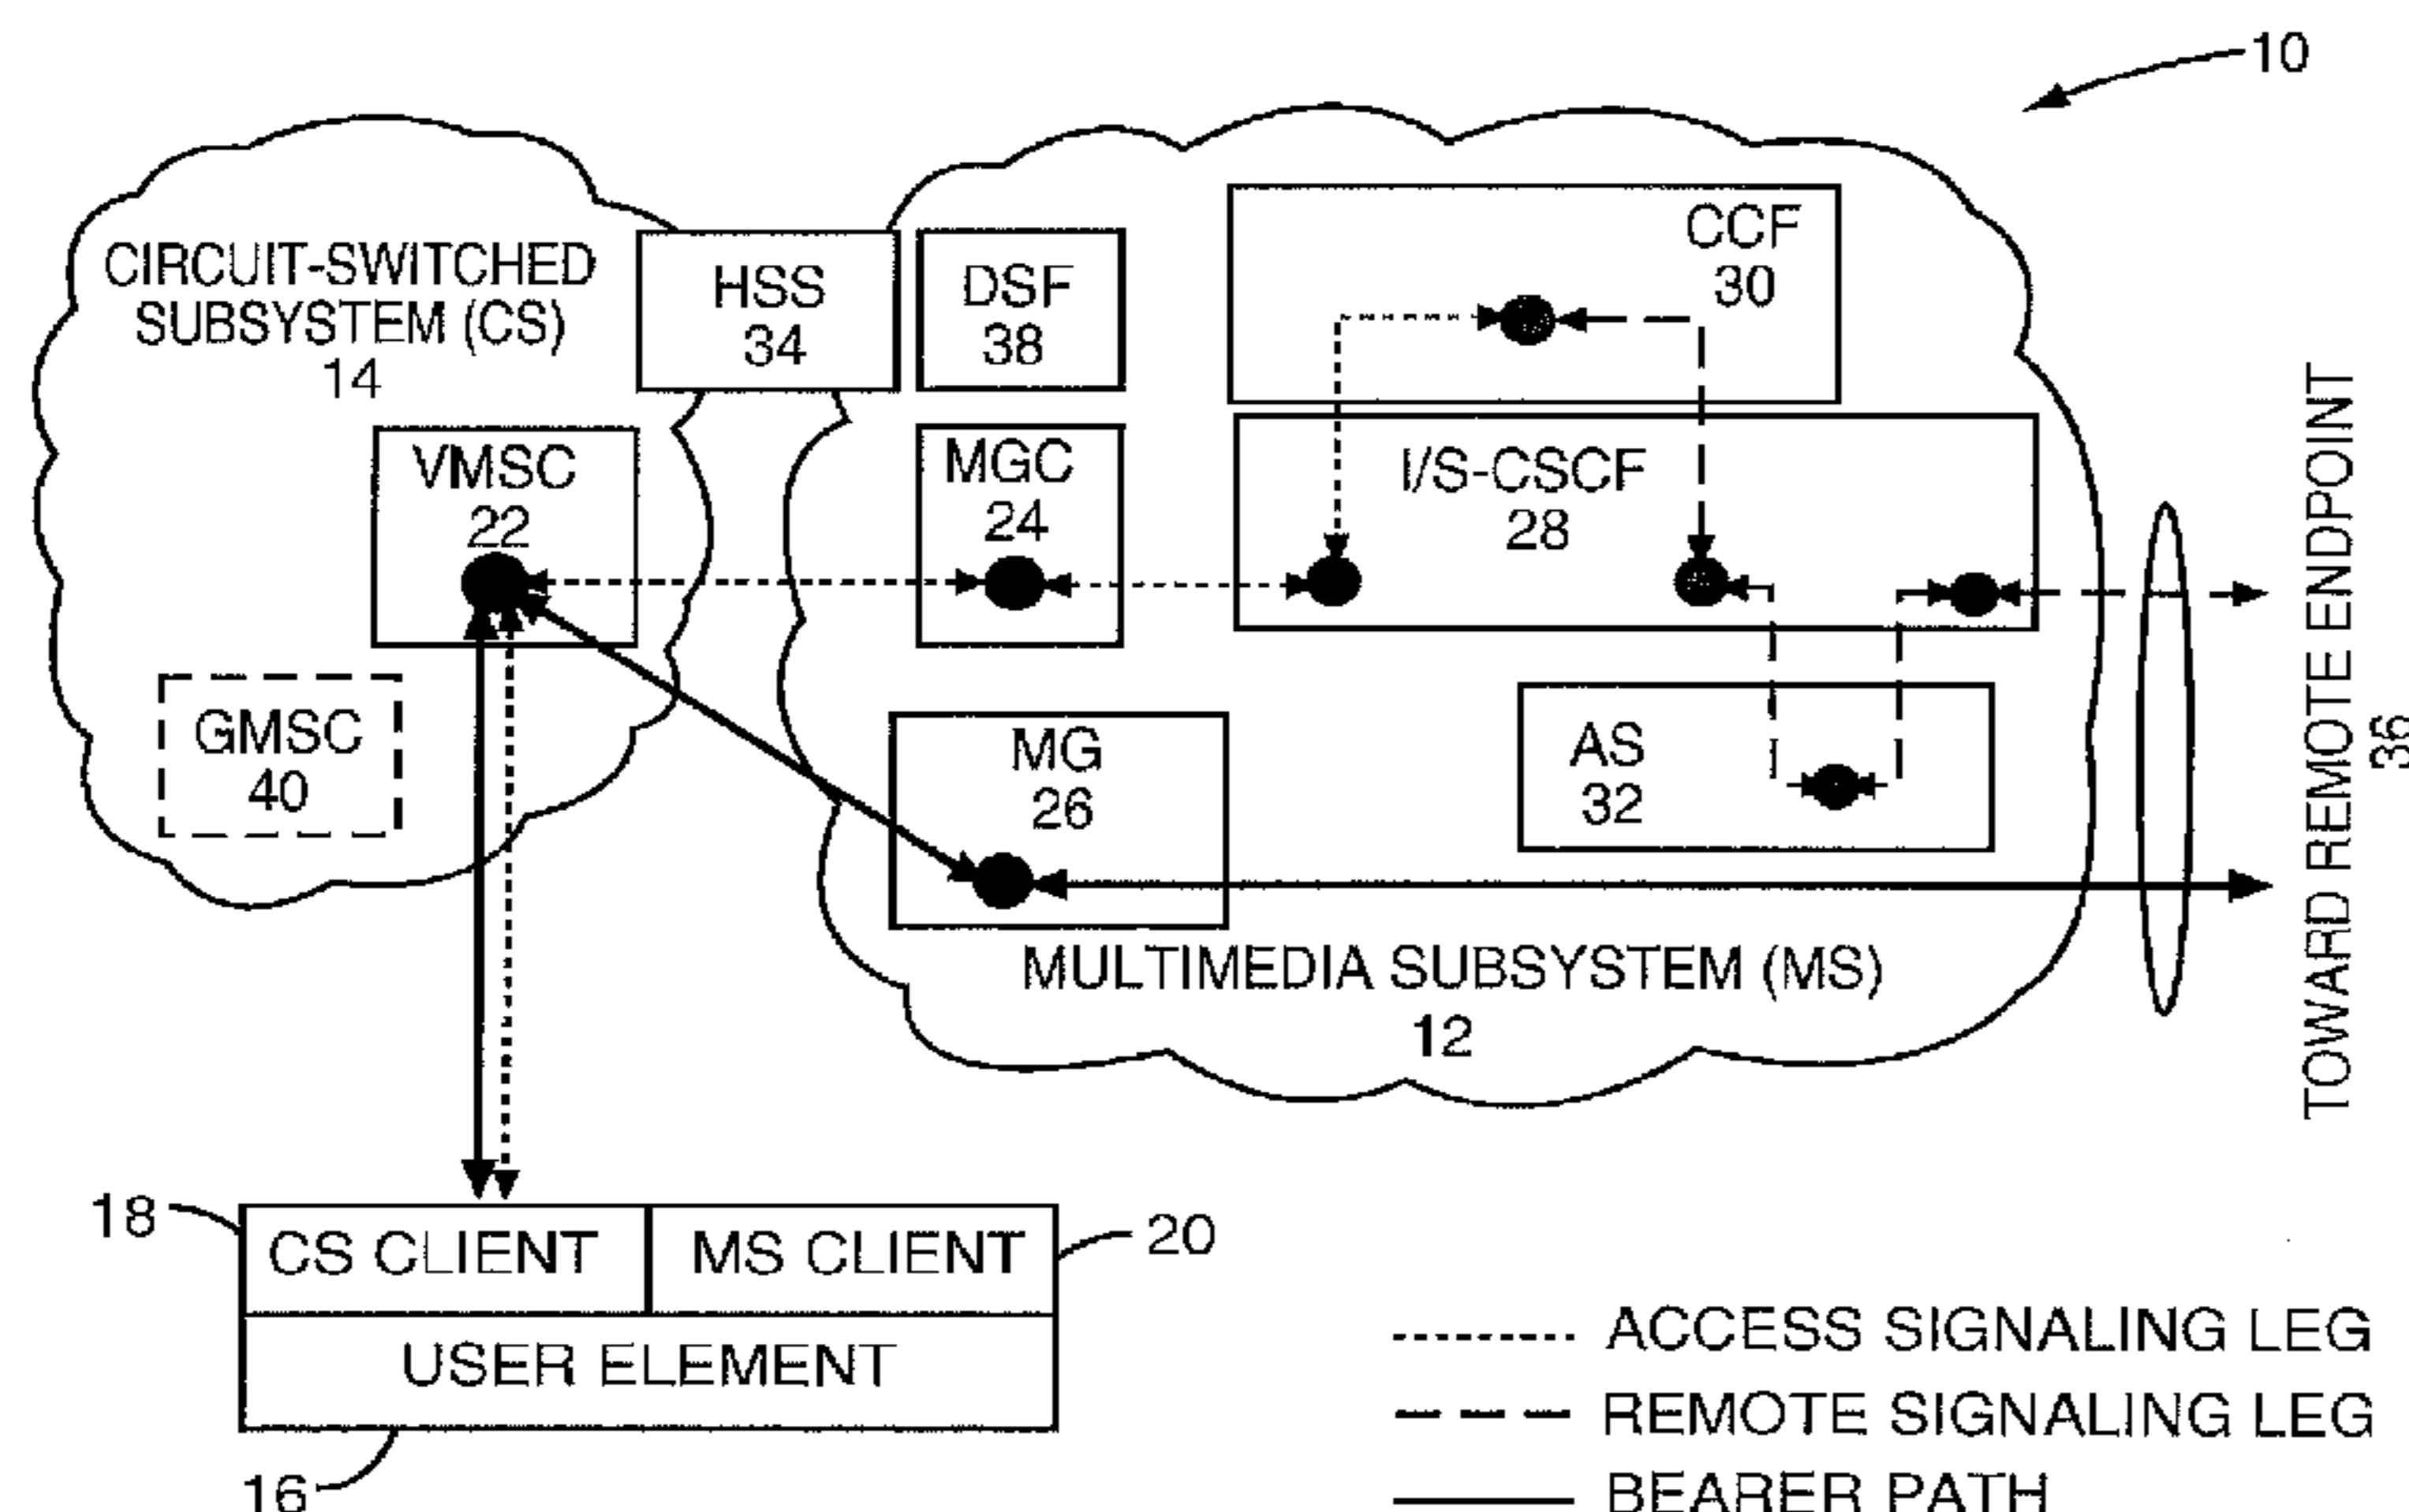 10
CIRCUIT-SWITCHED
SUBSYSTEM (CS)
14
HSS
34
DSF
38
CCF
30
VMSC
22
MGC
24
I/S-CSCF
28
GMSC
40
MG
26
AS
32
MULTIMEDIA SUBSYSTEM (MS)
12
TOWARD REMOTE ENDPOINT
36
18
CS CLIENT
MS CLIENT
20
USER ELEMENT
16
ACCESS SIGNALING LEG
REMOTE SIGNALING LEG
BEARER PATH